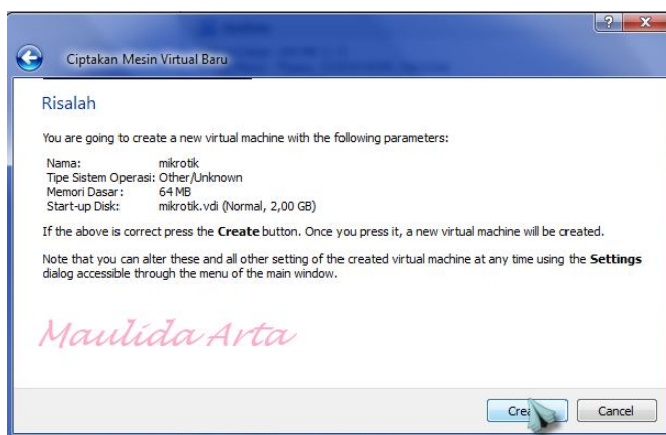 Ciptakan Mesin Virtual Baru
Risalah
You are going to create a new virtual machine with the following parameters:
Nama: mikrotik
Tipe Sistem Operasi: Other/Unknown
Memori Dasar: 64 MB
Start-up Disk: mikrotik.vdi (Normal, 2,00 GB)
If the above is correct press the Create button. Once you press it, a new virtual machine will be created.
Note that you can alter these and all other setting of the created virtual machine at any time using the Settings
dialog accessible through the menu of the main window.
Maulida Arta
Cancel